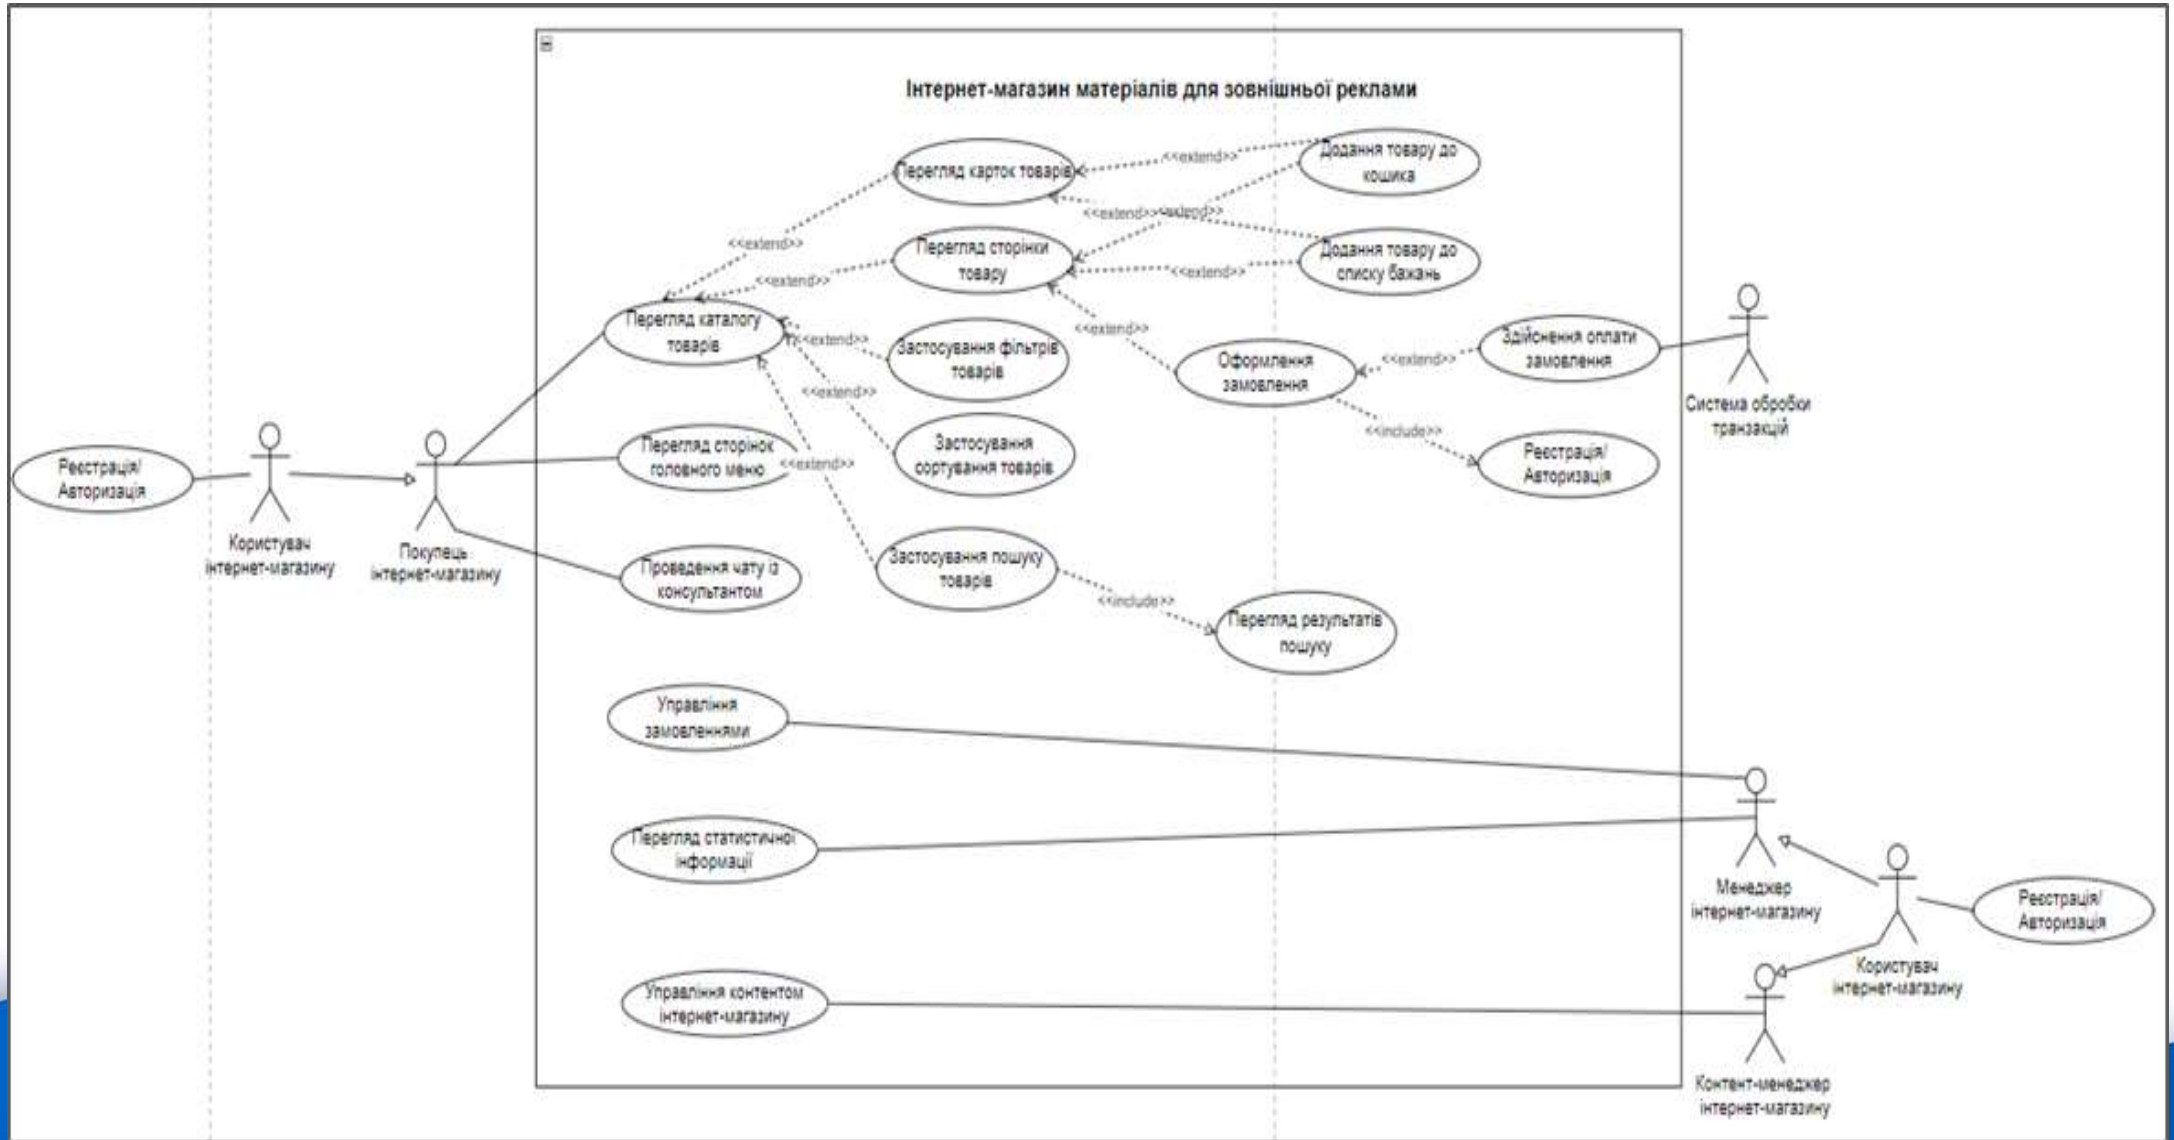 Інтернет-магазин матеріалів для зовнішньої реклами
Перегляд карток товарів
<<extend>>
Додання товару до
кошика
<<extend>>
<<extend>>
<<extend>>
Перегляд сторінки
товару
<<extend>>
Додання товару до
списку бажань
<<extend>>
Перегляд каталогу
товарів
<<extend>>
Застосування фільтрів
товарів
<<extend>>
Оформлення
замовлення
<<extend>>
Здійснення оплати
замовлення
Система обробки
транзакцій
<<extend>>
<<include>>
Реєстрація/
Авторизація
Реєстрація/
Авторизація
Користувач
інтернет-магазину
Покупець
інтернет-магазину
Перегляд сторінок
головного меню
<<extend>>
Застосування
сортування товарів
Проведення чату із
консультантом
Застосування пошуку
товарів
<<include>>
Перегляд результатів
пошуку
Управління
замовленнями
Перегляд статистичної
інформації
Менеджер
інтернет-магазину
Реєстрація/
Авторизація
Користувач
інтернет-магазину
Управління контентом
інтернет-магазину
Контент-менеджер
інтернет-магазину